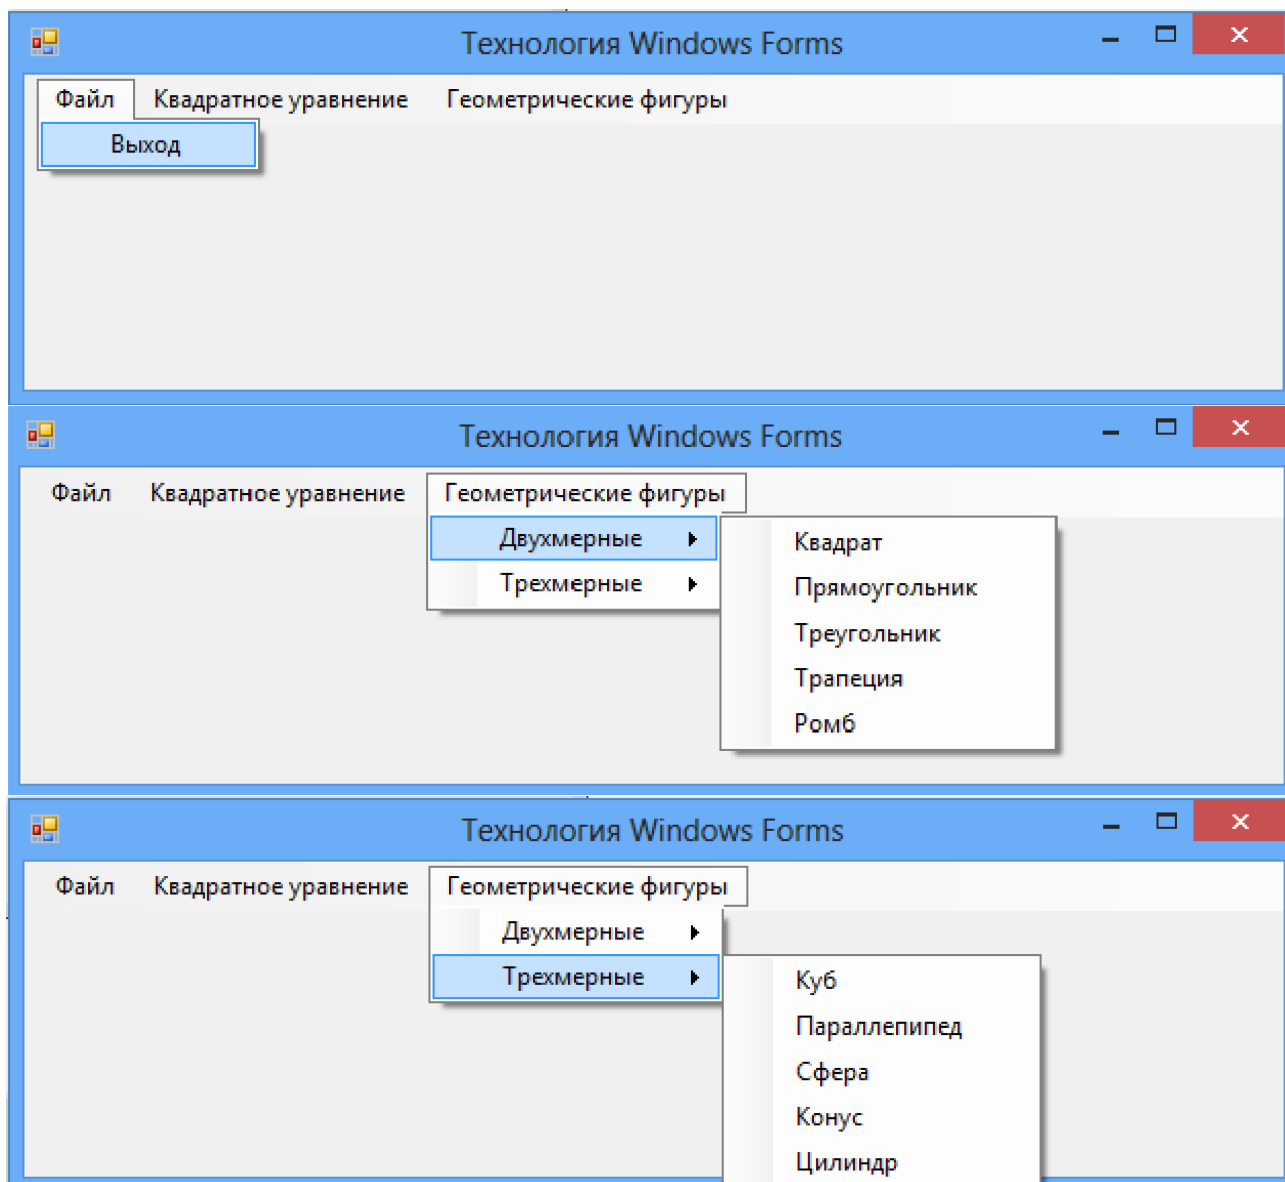 Технология Windows Forms
Файл Квадратное уравнение Геометрические фигуры
Выход
Технология Windows Forms
Файл Квадратное уравнение Геометрические фигуры
Двухмерные
Квадрат
Трехмерные
Прямоугольник
Треугольник
Трапеция
Ромб
Технология Windows Forms
Файл Квадратное уравнение Геометрические фигуры
Двухмерные
Трехмерные
Куб
Параллепипед
Сфера
Конус
Цилиндр